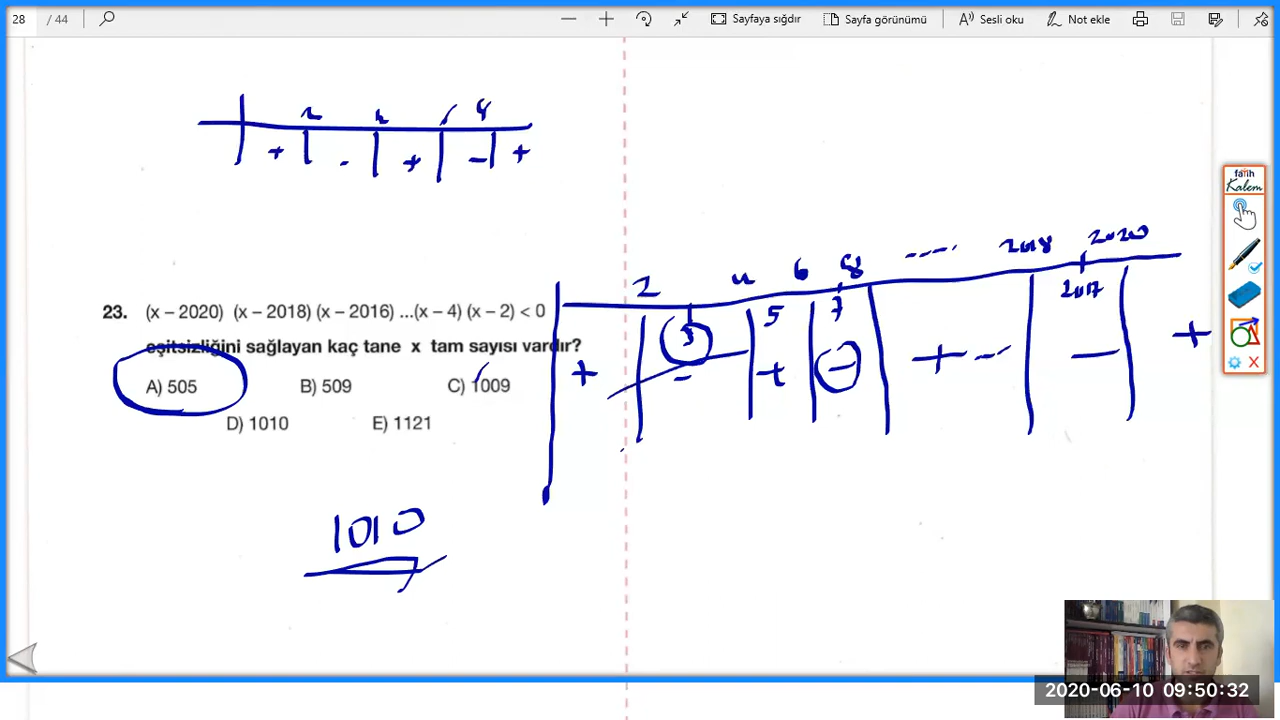 28 / 44 Sayfaya sığdır Sayfa görünümü Sesli oku Not ekle
2 4 6 8
+ - + - +
fatih
Kalem
2 4 6 8 ..... 2018 2020
3 5 7 2017
+ - + - + -- - +
23. (x – 2020) (x – 2018) (x – 2016) ...(x – 4) (x – 2) < 0
eşitsizliğini sağlayan kaç tane x tam sayısı vardır?
A) 505 B) 509 C) 1009
D) 1010 E) 1121
1010
2020-06-10 09:50:32